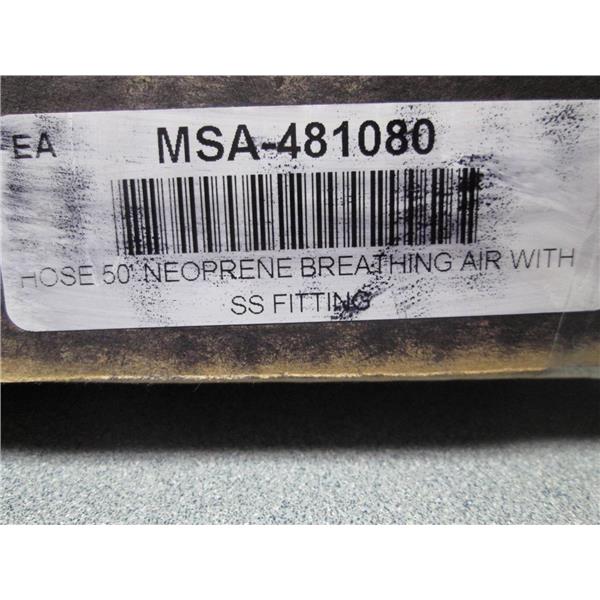 EA MSA-481080
HOSE 50' NEOPRENE BREATHING AIR WITH
SS FITTING